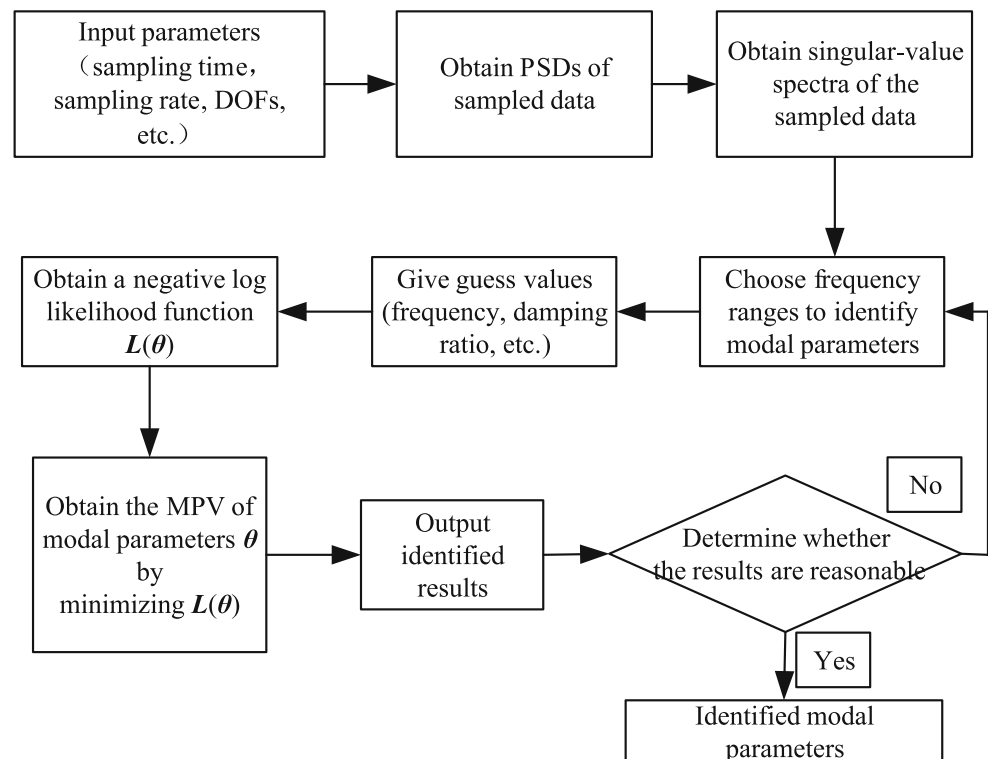 Input parameters
（sampling time，
sampling rate, DOFs,
etc.）
Obtain PSDs of
sampled data
Obtain singular-value
spectra of the
sampled data
Choose frequency
ranges to identify
modal parameters
Give guess values
(frequency, damping
ratio, etc.)
Obtain a negative log
likelihood function
L(θ)
Obtain the MPV of
modal parameters θ
by
minimizing L(θ)
Output
identified
results
Determine whether
the results are reasonable
No
Yes
Identified modal
parameters